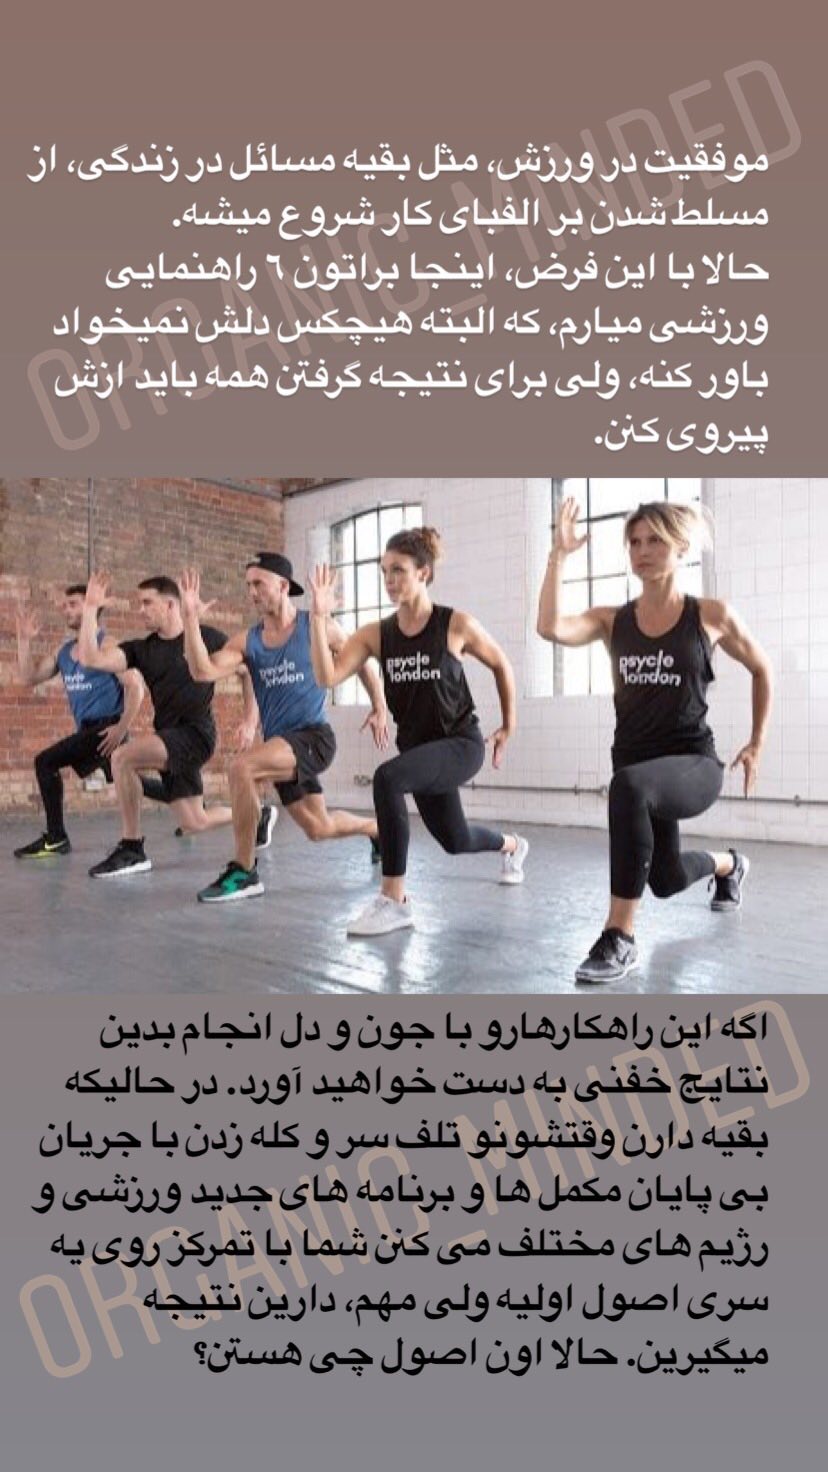 موفقیت در ورزش، مثل بقیه مسائل در زندگی، از
مسلط شدن بر الفبای کار شروع میشه.
حالا با این فرض، اینجا براتون ٦ راهنمایی
ورزشی میارم، که البته هیچکس دلش نمیخواد
باور کنه، ولی برای نتیجه گرفتن همه باید ازش
پیروی کنن.
ORGANIC_MINDED
psycle
london
psycle
london
psycle
london
psycle
london
اگه این راهکارهارو با جون و دل انجام بدین
نتایج خفنی به دست خواهید آورد. در حالیکه
بقیه دارن وقتشونو تلف سر و کله زدن با جریان
بی پایان مکمل ها و برنامه های جدید ورزشی و
رژیم های مختلف می کنن شما با تمرکز روی یه
سری اصول اولیه ولی مهم، دارین نتیجه
میگیرین. حالا اون اصول چی هستن؟
ORGANIC_MINDED